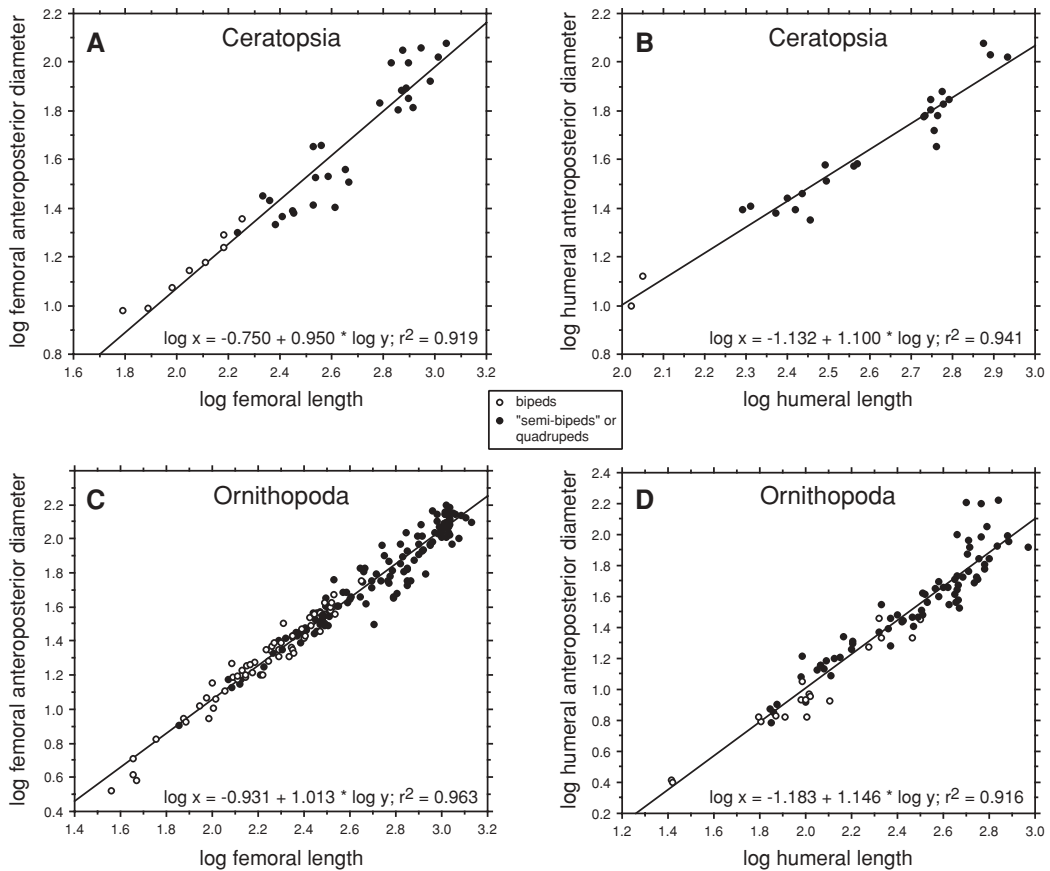 A
Ceratopsia
log femoral anteroposterior diameter
2.2
2.0
1.8
1.6
1.4
1.2
1.0
0.8
log x = -0.750 + 0.950 * log y; r2 = 0.919
1.6 1.8 2.0 2.2 2.4 2.6 2.8 3.0 3.2
log femoral length
B
Ceratopsia
log humeral anteroposterior diameter
2.2
2.0
1.8
1.6
1.4
1.2
1.0
0.8
log x = -1.132 + 1.100 * log y; r2 = 0.941
2.0 2.1 2.2 2.3 2.4 2.5 2.6 2.7 2.8 2.9 3.0
log humeral length
bipeds
"semi-bipeds" or
quadrupeds
C
Ornithopoda
log femoral anteroposterior diameter
2.2
2.0
1.8
1.6
1.4
1.2
1.0
0.8
0.6
0.4
log x = -0.931 + 1.013 * log y; r2 = 0.963
1.4 1.6 1.8 2.0 2.2 2.4 2.6 2.8 3.0 3.2
log femoral length
D
Ornithopoda
log humeral anteroposterior diameter
2.4
2.2
2.0
1.8
1.6
1.4
1.2
1.0
0.8
0.6
0.4
0.2
log x = -1.183 + 1.146 * log y; r2 = 0.916
1.2 1.4 1.6 1.8 2.0 2.2 2.4 2.6 2.8 3.0
log humeral length